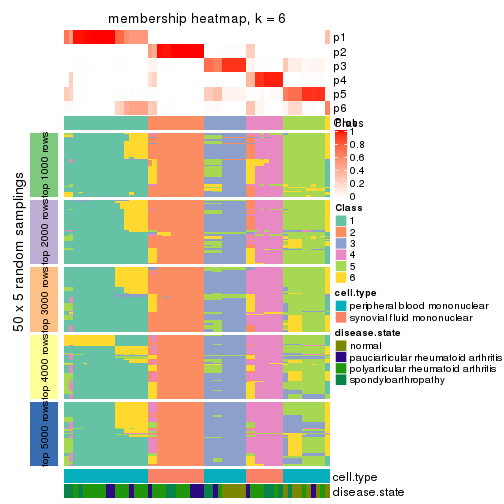 membership heatmap, k = 6
p1
p2
p3
p4
p5
p6
Class
Prob
1
0.8
0.6
0.4
0.2
0
Class
1
2
3
4
5
6
cell.type
peripheral blood mononuclear
synovial fluid mononuclear
disease.state
normal
pauciarticular rheumatoid arthritis
polyarticular rheumatoid arthritis
spondyloarthropathy
50 x 5 random samplings
top 1000 rows
top 2000 rows
top 3000 rows
top 4000 rows
top 5000 rows
cell.type
disease.state